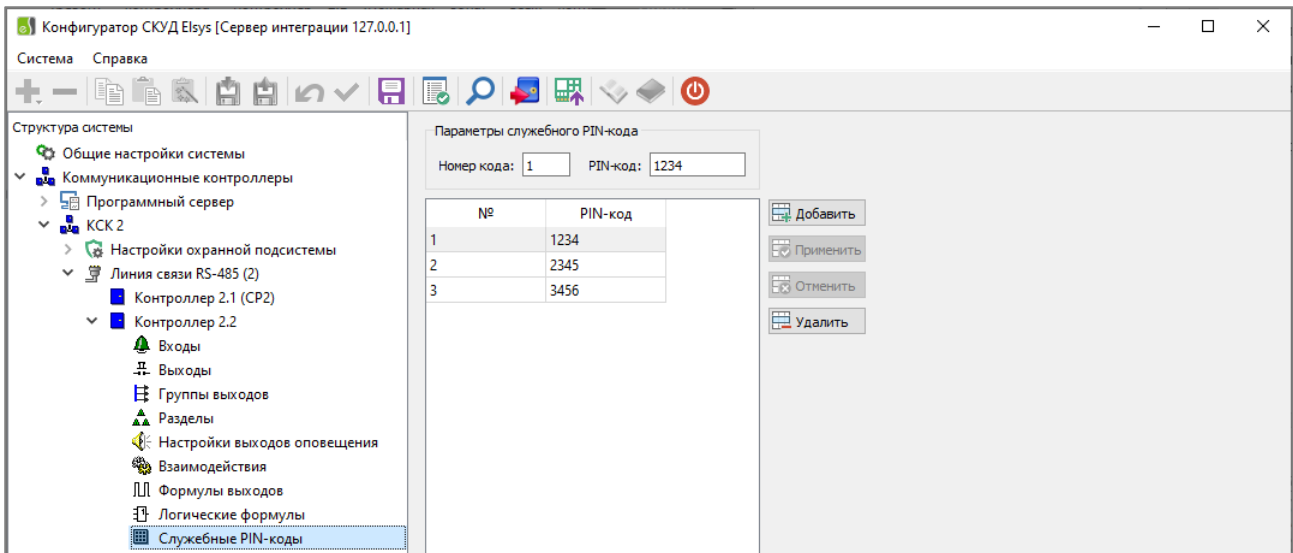 Конфигуратор СКУД Elsys [Сервер интеграции 127.0.0.1]
Система Справка
Структура системы
Общие настройки системы
Коммуникационные контроллеры
Программный сервер
КСК 2
Настройки охранной подсистемы
Линия связи RS-485 (2)
Контроллер 2.1 (CP2)
Контроллер 2.2
Входы
Выходы
Группы выходов
Разделы
Настройки выходов оповещения
Взаимодействия
Формулы выходов
Логические формулы
Служебные PIN-коды
Параметры служебного PIN-кода
Номер кода: 1 PIN-код: 1234
№ PIN-код
1 1234
2 2345
3 3456
Добавить
Применить
Отменить
Удалить